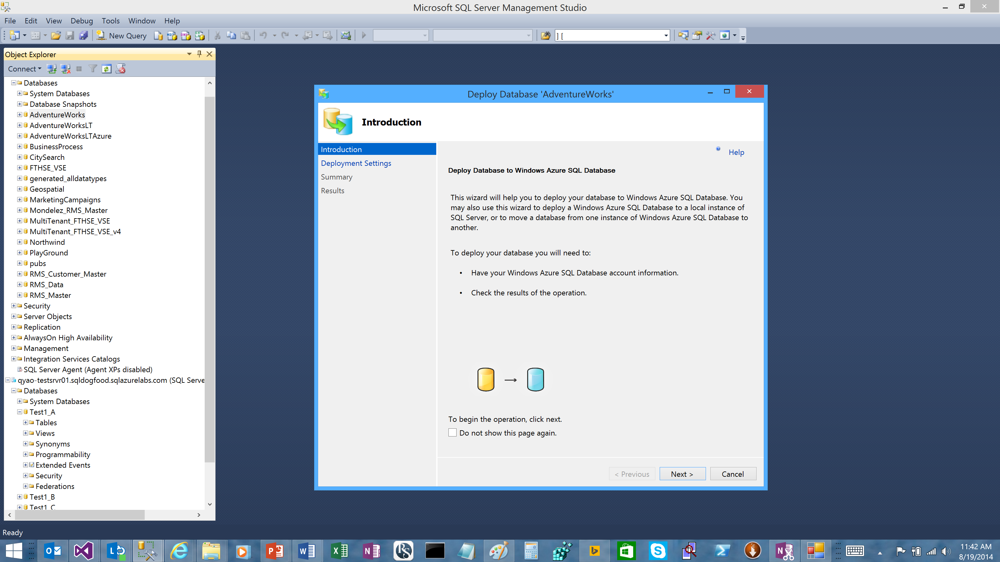 Microsoft SQL Server Management Studio
File Edit View Debug Tools Window Help
New Query
] [
Object Explorer
Connect
Databases
System Databases
Database Snapshots
AdventureWorks
AdventureWorksLT
AdventureWorksLTAzure
BusinessProcess
CitySearch
FTHSE_VSE
generated_alldatatypes
Geospatial
MarketingCampaigns
Mondelez_RMS_Master
MultiTenant_FTHSE_VSE
MultiTenant_FTHSE_VSE_v4
Northwind
PlayGround
pubs
RMS_Customer_Master
RMS_Data
RMS_Master
Security
Server Objects
Replication
AlwaysOn High Availability
Management
Integration Services Catalogs
SQL Server Agent (Agent XPs disabled)
qyao-testsrvr01.sqldogfood.sqlazurelabs.com (SQL Serve
Databases
System Databases
Test1_A
Tables
Views
Synonyms
Programmability
Extended Events
Security
Federations
Test1_B
Test1_C
Deploy Database 'AdventureWorks'
Introduction
Introduction
Deployment Settings
Summary
Results
Help
Deploy Database to Windows Azure SQL Database
This wizard will help you to deploy your database to Windows Azure SQL Database. You
may also use this wizard to deploy a Windows Azure SQL Database to a local instance of
SQL Server, or to move a database from one instance of Windows Azure SQL Database to
another.
To deploy your database you will need to:
• Have your Windows Azure SQL Database account information.
• Check the results of the operation.
To begin the operation, click next.
Do not show this page again.
< Previous Next > Cancel
Ready
11:42 AM
8/19/2014